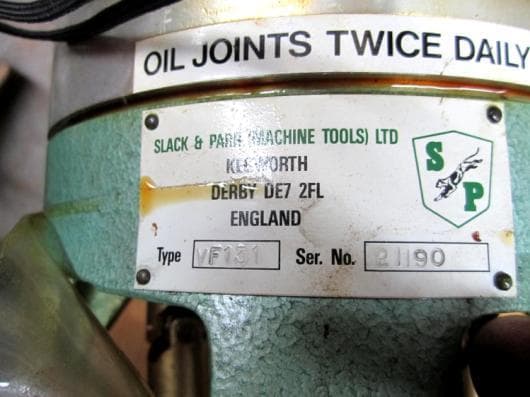 OIL JOINTS TWICE DAILY
SLACK & PARR (MACHINE TOOLS) LTD
KEGWORTH
DERBY DE7 2FL
ENGLAND
S
P
Type VF151 Ser. No. 21190